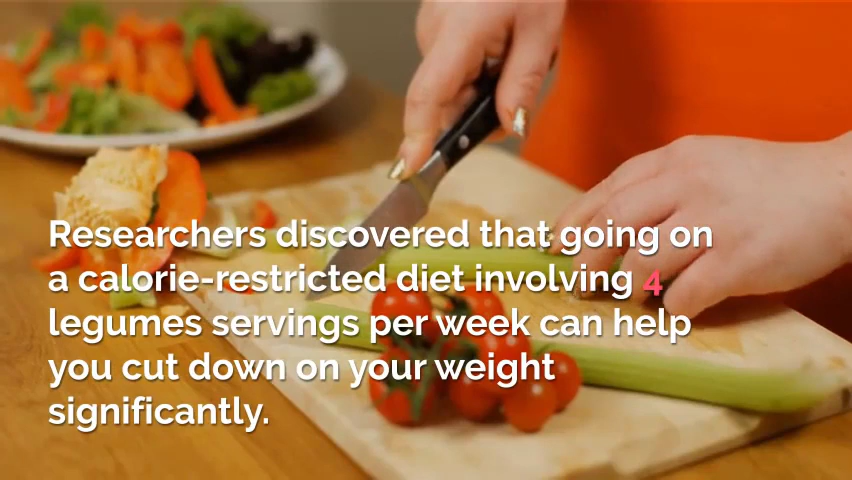 Researchers discovered that going on
a calorie-restricted diet involving 4
legumes servings per week can help
you cut down on your weight
significantly.